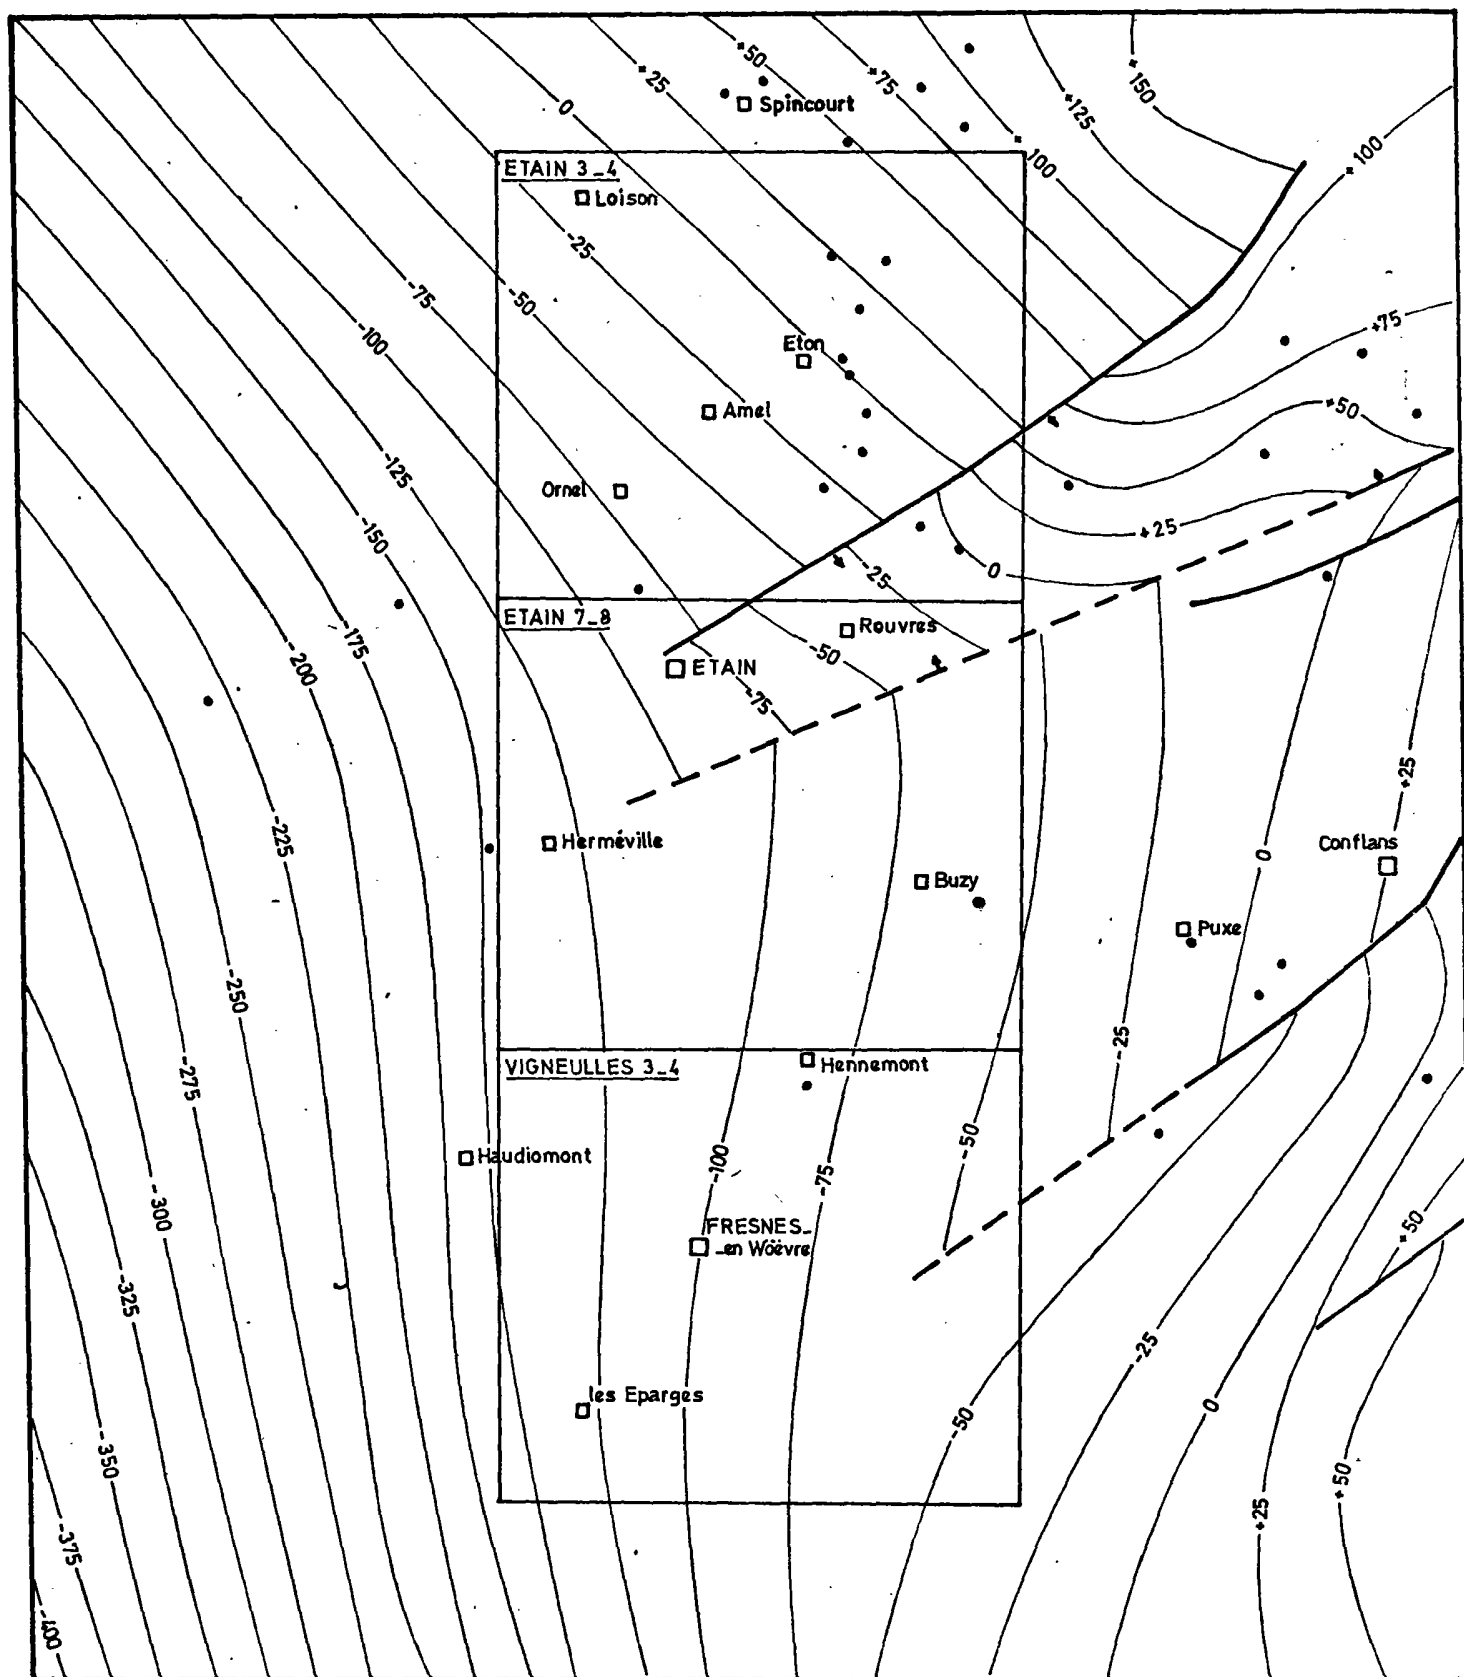 +50
+25
+75
+150
Spincourt
0
+125
+100
+100
ETAIN 3_4
Loison
-25
-75
-50
+75
-100
Eton
+50
Amel
-125
Ornel
-150
+25
0
-25
ETAIN 7_8
Rouvres
-175
-50
-200
ETAIN
-75
+25
-225
Herméville
Conflans
0
Buzy
Puxe
-250
-25
VIGNEULLES 3_4
Hennemont
-275
-50
Haudiomont
-100
-75
-300
FRESNES_
_en Woëvre
+50
-325
-25
les Eparges
0
-50
-350
+50
+25
-375
-400